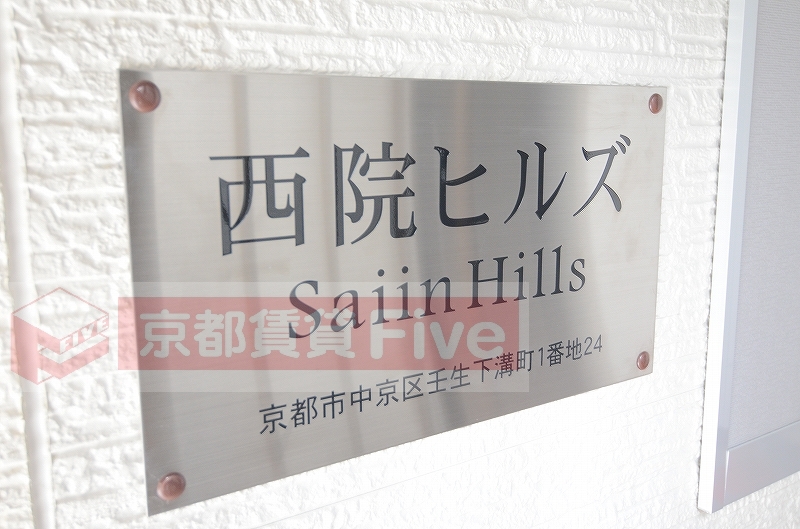 西院ヒルズ
Saiin Hills
FIVE
京都賃貸Five
京都市中京区壬生下溝町1番地24